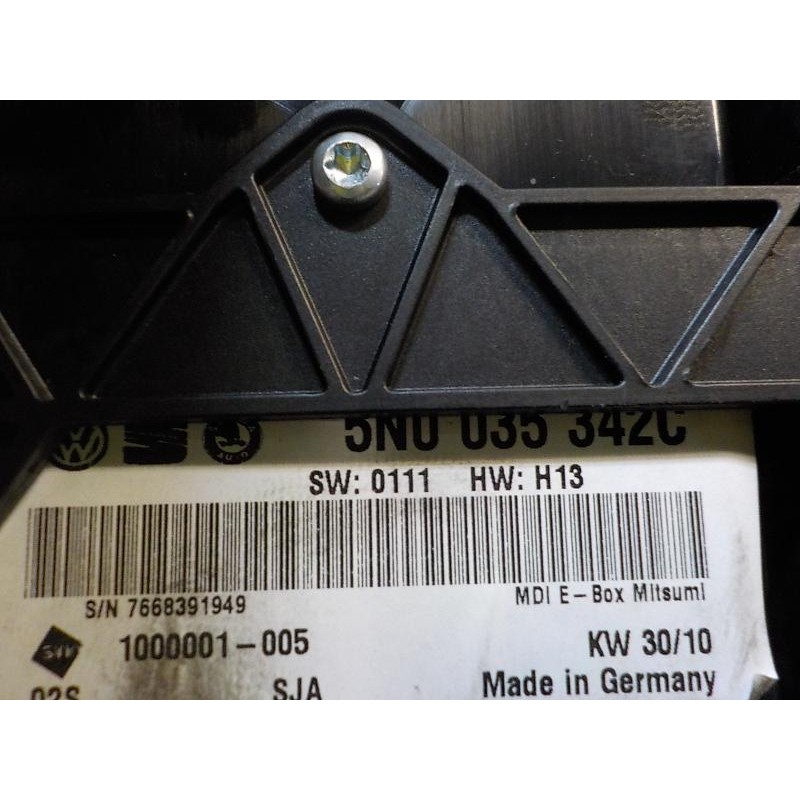 5N0 035 342C
SW: 0111 HW: H13
S/N 7668391949 MDI E-Box Mitsumi
1000001-005 KW 30/10
02S SJA Made in Germany